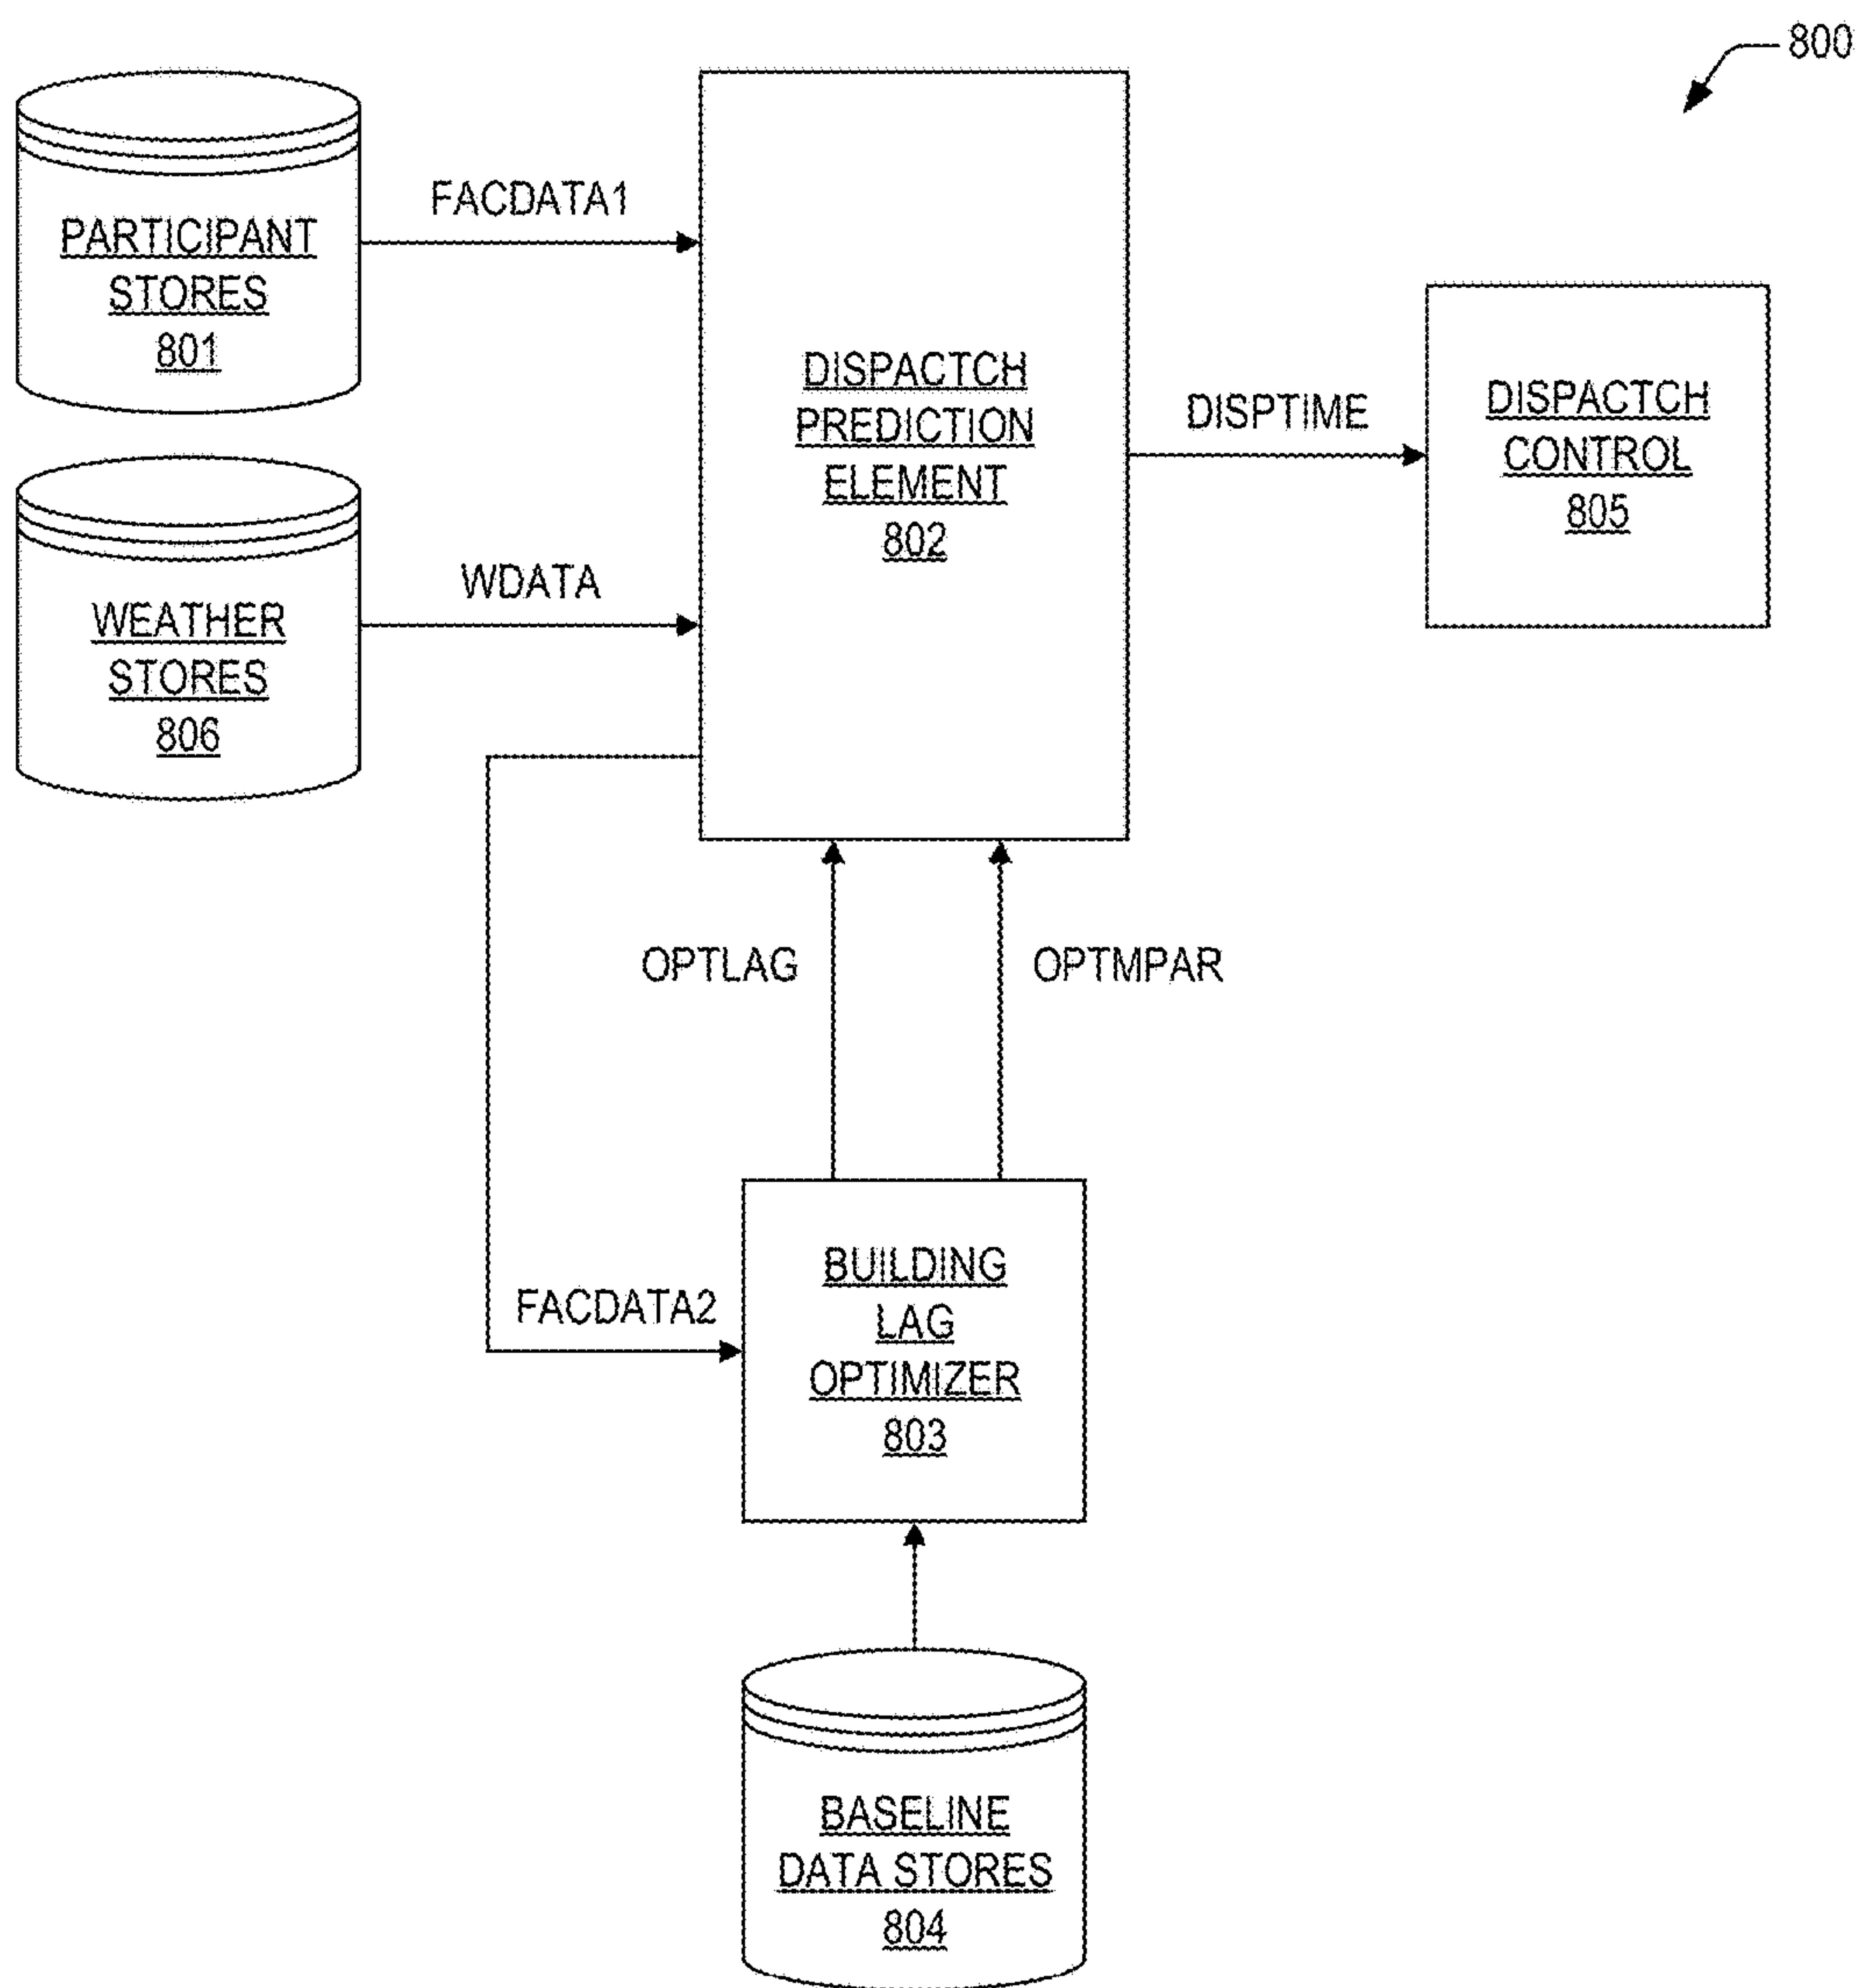 800
PARTICIPANT
STORES
801
FACDATA1
DISPACTCH
PREDICTION
ELEMENT
802
DISPTIME
DISPACTCH
CONTROL
805
WEATHER
STORES
806
WDATA
OPTLAG
OPTMPAR
FACDATA2
BUILDING
LAG
OPTIMIZER
803
BASELINE
DATA STORES
804